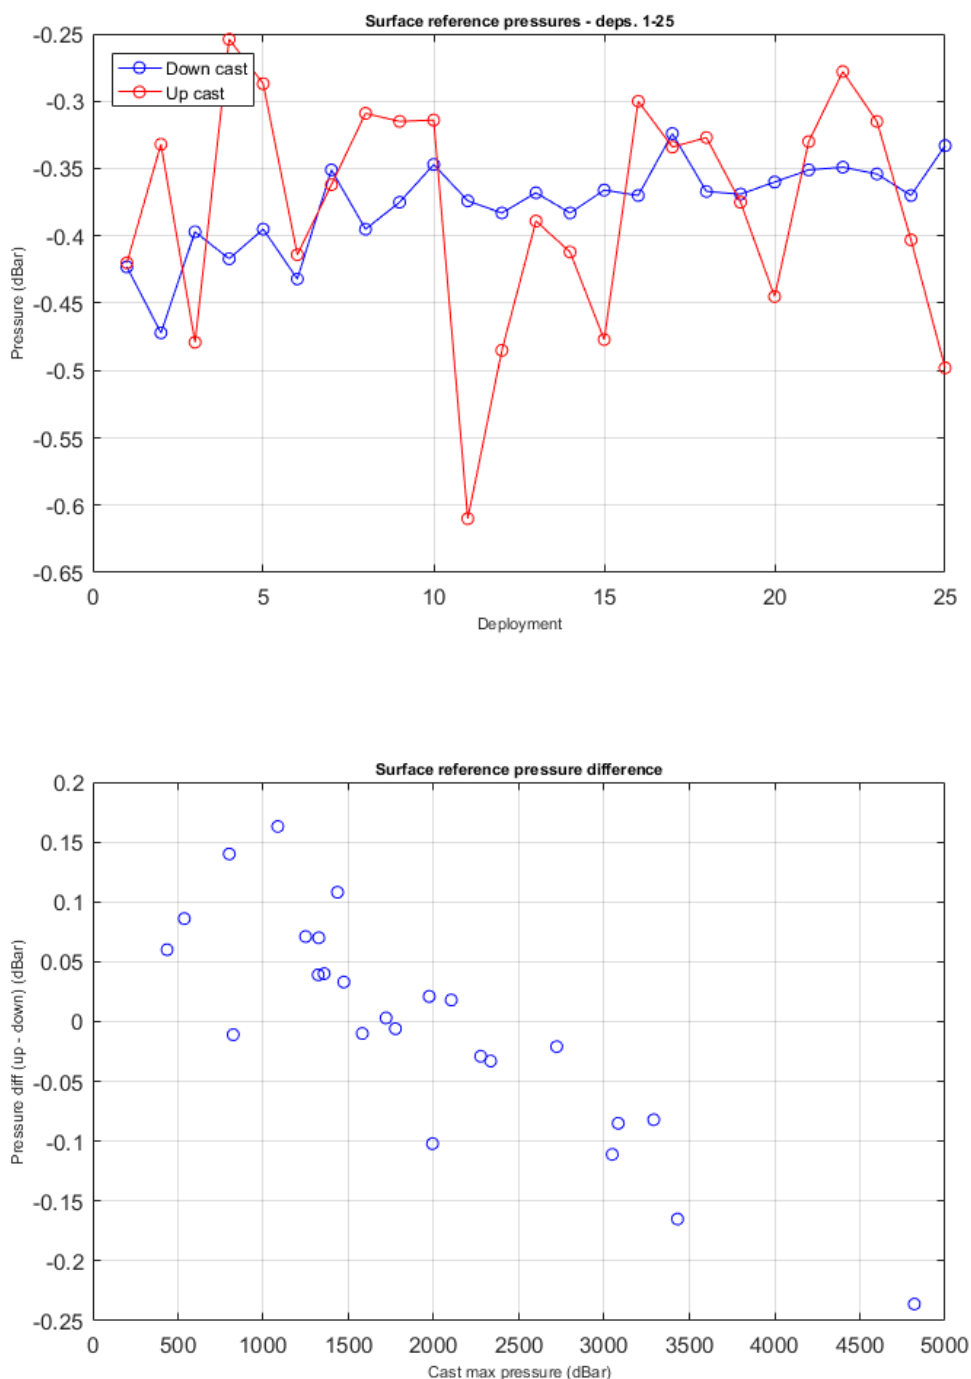 Surface reference pressures - deps. 1-25
-0.25
-0.3
-0.35
-0.4
-0.45
-0.5
-0.55
-0.6
-0.65
Pressure (dBar)
Down cast
Up cast
0 5 10 15 20 25
Deployment
Surface reference pressure difference
0.2
0.15
0.1
0.05
0
-0.05
-0.1
-0.15
-0.2
-0.25
Pressure diff (up - down) (dBar)
0 500 1000 1500 2000 2500 3000 3500 4000 4500 5000
Cast max pressure (dBar)